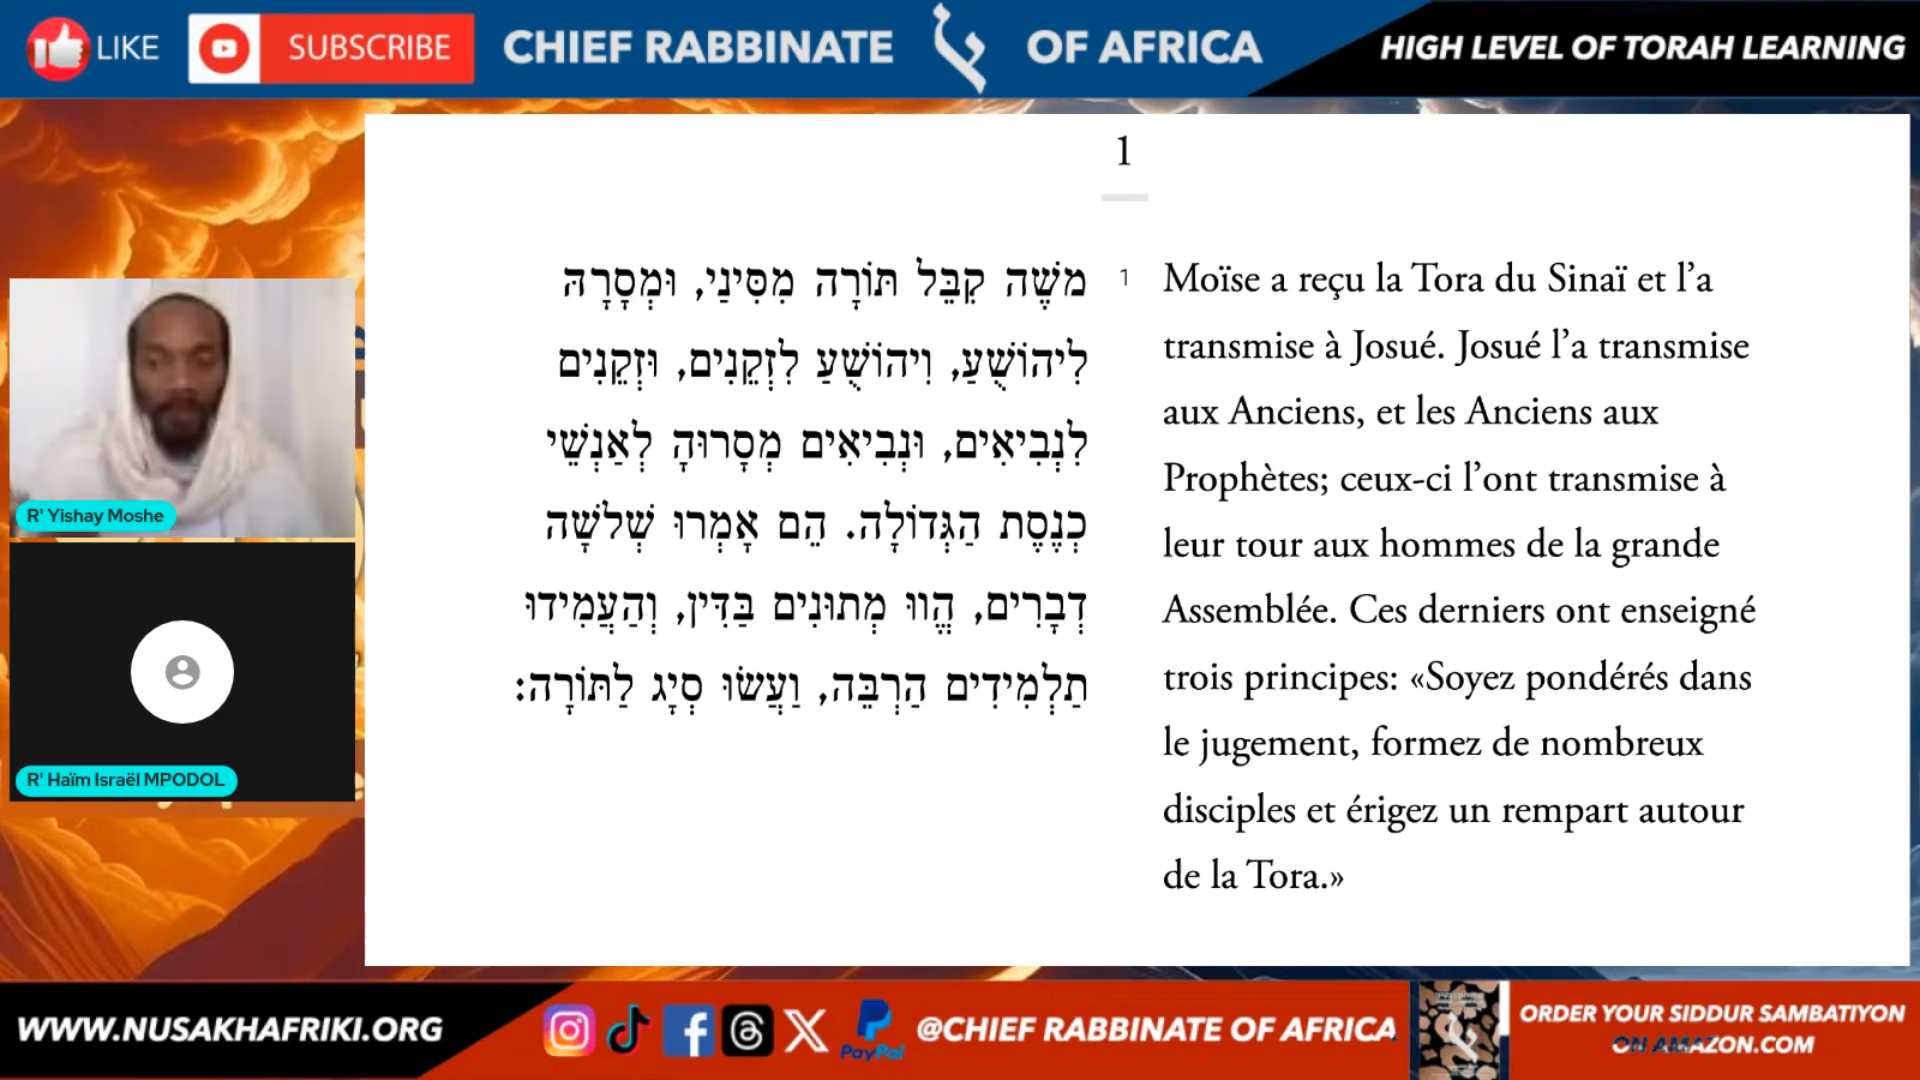 LIKE
SUBSCRIBE
CHIEF RABBINATE OF AFRICA
HIGH LEVEL OF TORAH LEARNING
1
משֶׁה קִבֵּל תּוֹרָה מִסִּינַי, וּמְסָרָהּ
לִיהוֹשֻׁעַ, וִיהוֹשֻׁעַ לִזְקֵנִים, וּזְקֵנִים
לִנְבִיאִים, וּנְבִיאִים מְסָרוּהָ לְאַנְשֵׁי
כְנֶסֶת הַגְּדוֹלָה. הֵם אָמְרוּ שְׁלשָׁה
דְבָרִים, הֱווּ מְתוּנִים בַּדִּין, וְהַעֲמִידוּ
תַלְמִידִים הַרְבֵּה, וַעֲשׂוּ סְיָג לַתּוֹרָה:
1
Moïse a reçu la Tora du Sinaï et l’a
transmise à Josué. Josué l’a transmise
aux Anciens, et les Anciens aux
Prophètes; ceux-ci l’ont transmise à
leur tour aux hommes de la grande
Assemblée. Ces derniers ont enseigné
trois principes: «Soyez pondérés dans
le jugement, formez de nombreux
disciples et érigez un rempart autour
de la Tora.»
R' Yishay Moshe
R' Haïm Israël MPODOL
WWW.NUSAKHAFRIKI.ORG
PayPal
@CHIEF RABBINATE OF AFRICA
ORDER YOUR SIDDUR SAMBATIYON
ON AMAZON.COM